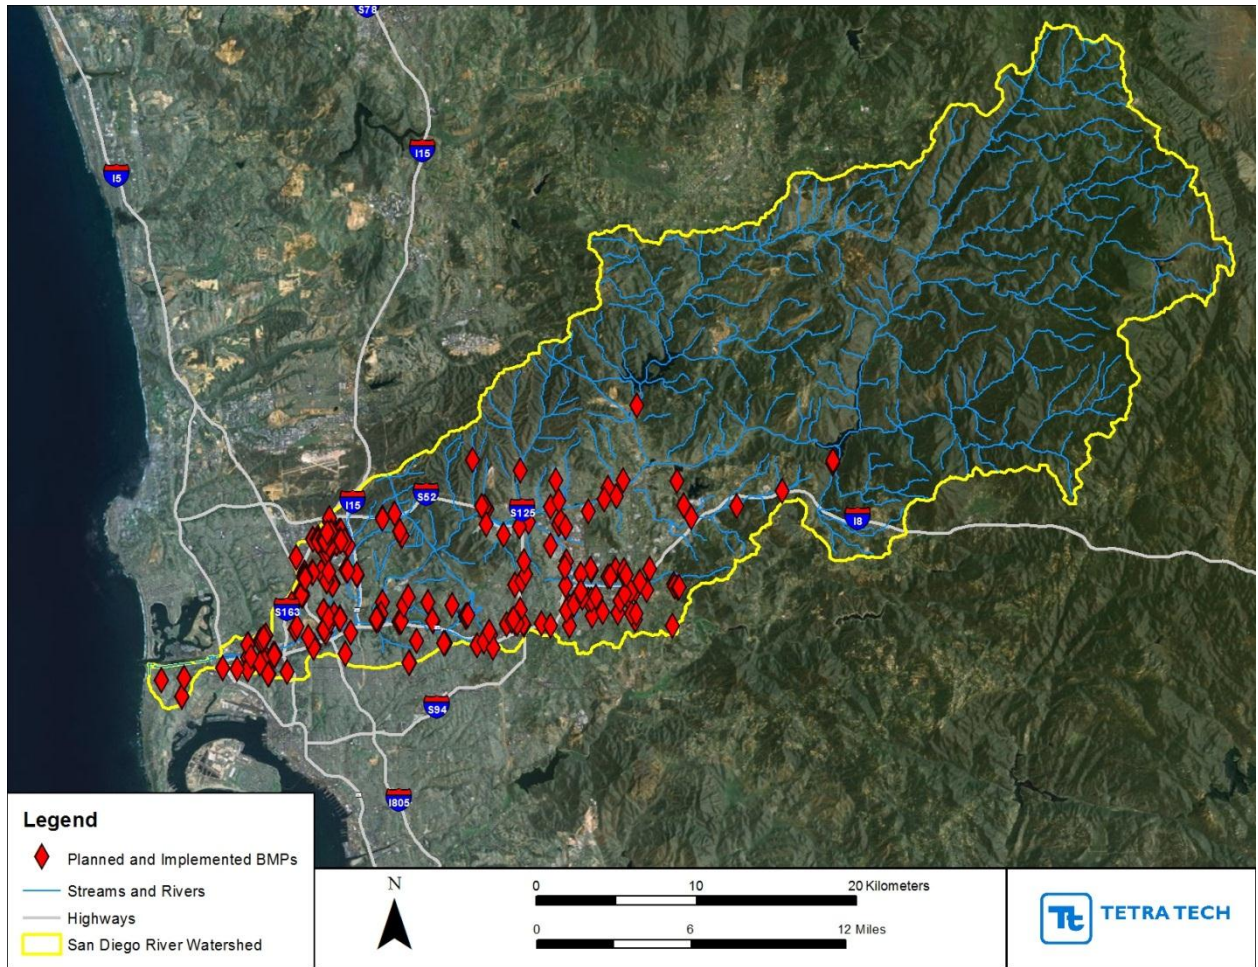 S78
I15
I5
S52
I15
S125
I8
S163
S94
I805
Legend
Planned and Implemented BMPs
Streams and Rivers
Highways
San Diego River Watershed
N
0 10 20 Kilometers
0 6 12 Miles
Tt TETRA TECH